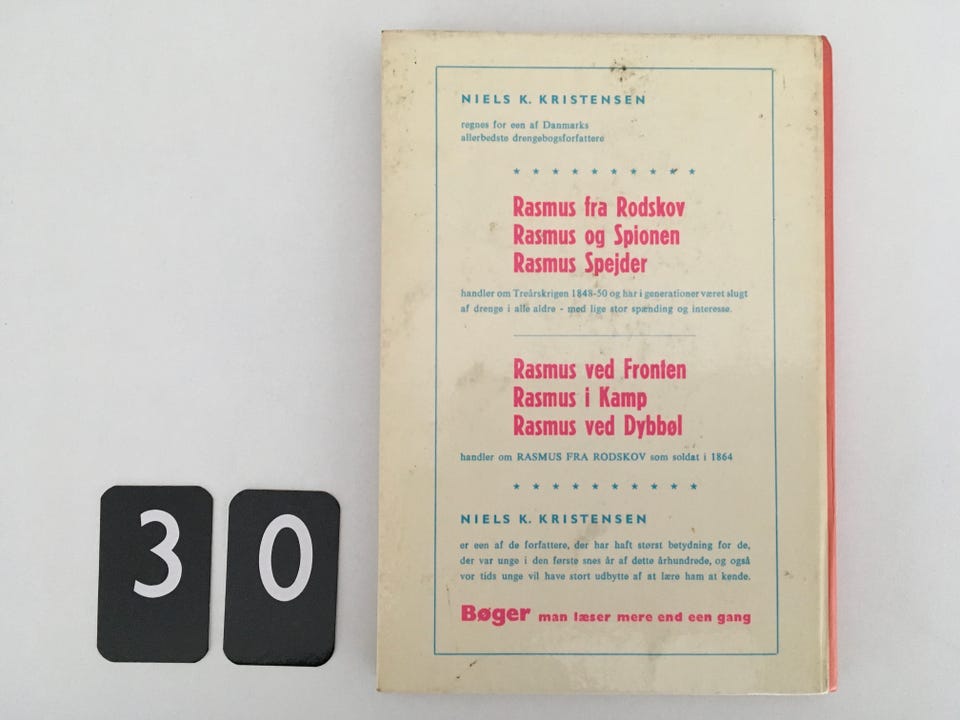 NIELS K. KRISTENSEN
regnes for een af Danmarks
allerbedste drengebogsforfattere
Rasmus fra Rodskov
Rasmus og Spionen
Rasmus Spejder
handler om Treårskrigen 1848-50 og har i generationer været slugt
af drenge i alle aldre - med lige stor spænding og interesse.
Rasmus ved Fronten
Rasmus i Kamp
Rasmus ved Dybbøl
handler om RASMUS FRA RODSKOV som soldat i 1864
NIELS K. KRISTENSEN
er een af de forfattere, der har haft størst betydning for de,
der var unge i den første snes år af dette århundrede, og også
vor tids unge vil have stort udbytte af at lære ham at kende.
Bøger man læser mere end een gang
30